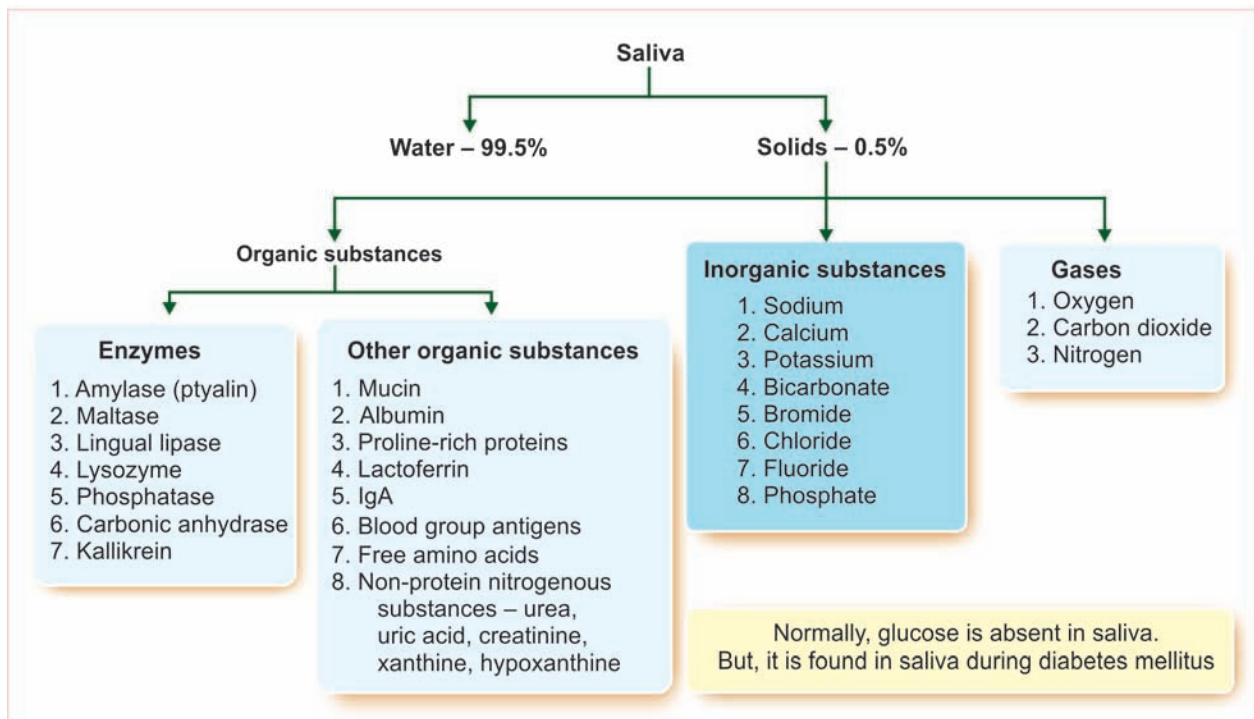 Saliva
Water – 99.5%
Solids – 0.5%
Organic substances
Enzymes
1. Amylase (ptyalin)
2. Maltase
3. Lingual lipase
4. Lysozyme
5. Phosphatase
6. Carbonic anhydrase
7. Kallikrein
Other organic substances
1. Mucin
2. Albumin
3. Proline-rich proteins
4. Lactoferrin
5. IgA
6. Blood group antigens
7. Free amino acids
8. Non-protein nitrogenous
substances – urea,
uric acid, creatinine,
xanthine, hypoxanthine
Inorganic substances
1. Sodium
2. Calcium
3. Potassium
4. Bicarbonate
5. Bromide
6. Chloride
7. Fluoride
8. Phosphate
Gases
1. Oxygen
2. Carbon dioxide
3. Nitrogen
Normally, glucose is absent in saliva.
But, it is found in saliva during diabetes mellitus